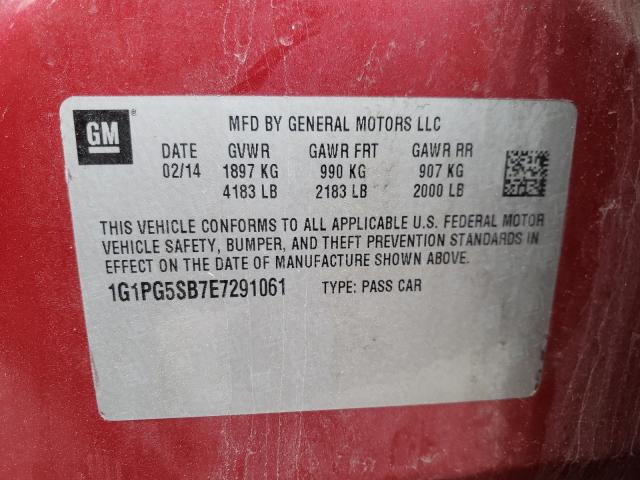 GM
MFD BY GENERAL MOTORS LLC
DATE GVWR GAWR FRT GAWR RR
02/14 1897 KG 990 KG 907 KG
4183 LB 2183 LB 2000 LB
THIS VEHICLE CONFORMS TO ALL APPLICABLE U.S. FEDERAL MOTOR
VEHICLE SAFETY, BUMPER, AND THEFT PREVENTION STANDARDS IN
EFFECT ON THE DATE OF MANUFACTURE SHOWN ABOVE.
1G1PG5SB7E7291061 TYPE: PASS CAR